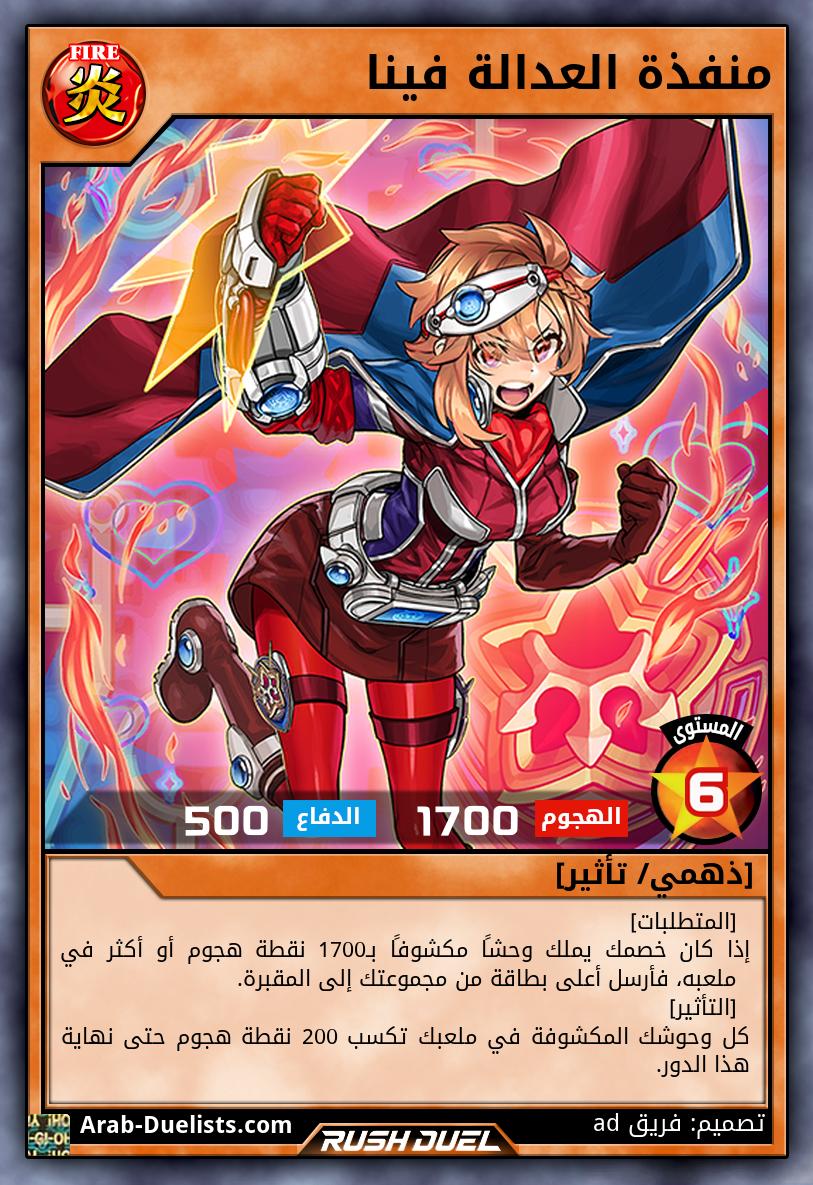 FIRE
炎
منفذة العدالة فينا
المستوى
6
الهجوم 1700 الدفاع 500
[ذهمي/ تأثير]
[المتطلبات]
إذا كان خصمك يملك وحشاً مكشوفاً بـ1700 نقطة هجوم أو أكثر في
ملعبه، فأرسل أعلى بطاقة من مجموعتك إلى المقبرة.
[التأثير]
كل وحوشك المكشوفة في ملعبك تكسب 200 نقطة هجوم حتى نهاية
هذا الدور.
تصميم: فريق ad
Arab-Duelists.com
RUSH DUEL